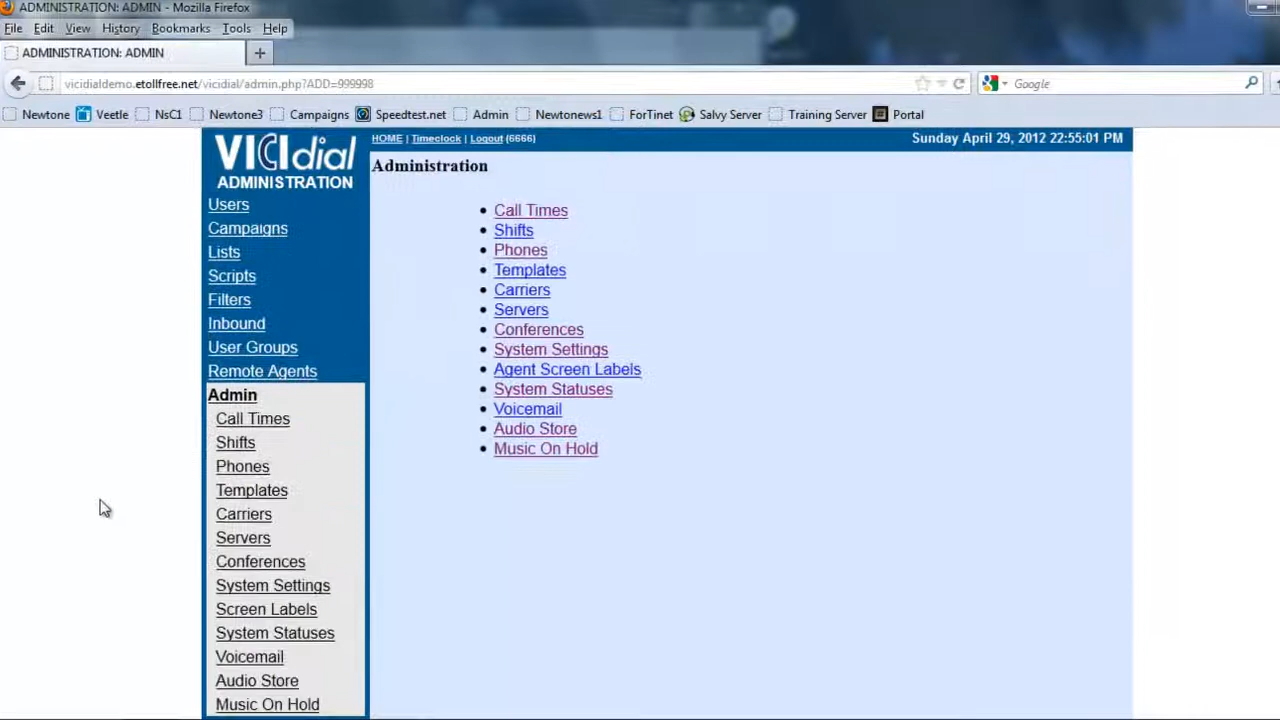 ADMINISTRATION: ADMIN - Mozilla Firefox
File Edit View History Bookmarks Tools Help
ADMINISTRATION: ADMIN
vicidialdemo.etollfree.net/vicidial/admin.php?ADD=999998
Google
Newtone Veetle NsC1 Newtone3 Campaigns Speedtest.net Admin Newtonews1 ForTinet Salvy Server Training Server Portal
VICIdial
ADMINISTRATION
HOME | Timeclock | Logout (6666)
Sunday April 29, 2012 22:55:01 PM
Users
Campaigns
Lists
Scripts
Filters
Inbound
User Groups
Remote Agents
Admin
Call Times
Shifts
Phones
Templates
Carriers
Servers
Conferences
System Settings
Screen Labels
System Statuses
Voicemail
Audio Store
Music On Hold
Administration
Call Times
Shifts
Phones
Templates
Carriers
Servers
Conferences
System Settings
Agent Screen Labels
System Statuses
Voicemail
Audio Store
Music On Hold